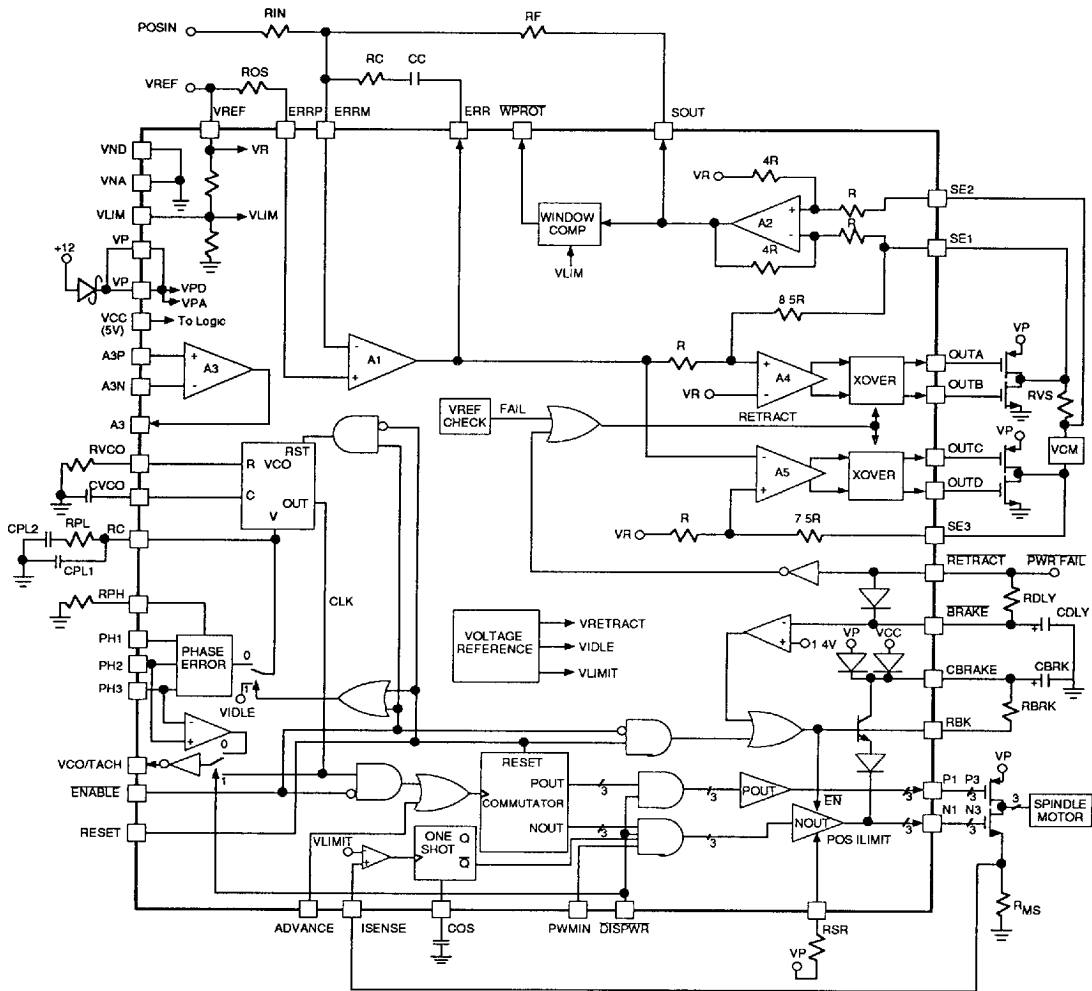 RIN
RF
POSIN
RC
CC
ROS
VREF
VREF
ERRP
ERRM
ERR
WPROT
SOUT
VND
VR
VNA
VLIM
VLIM
VP
+12
VP
VPD
VPA
VCC
(5V)
To Logic
A3P
A3N
+
A3
-
A3
VR
4R
WINDOW
COMP
VLIM
+
A2
-
R
R
4R
SE2
SE1
8 5R
-
A1
+
R
VR
+
A4
-
XOVER
OUTA
OUTB
VP
RVS
VREF
CHECK
FAIL
RETRACT
VCM
VP
-
A5
+
XOVER
OUTC
OUTD
VR
R
7 5R
SE3
RVCO
CVCO
R
RST
VCO
C
OUT
V
CPL2
RPL
RC
CPL1
CLK
RETRACT
PWR FAIL
RDLY
BRAKE
+
CDLY
-
+
1 4V
VP
VCC
CBRAKE
+
CBRK
RBRK
RBK
RPH
PH1
PH2
PH3
PHASE
ERROR
0
1
VIDLE
VOLTAGE
REFERENCE
VRETRACT
VIDLE
VLIMIT
-
+
0
1
VCO/TACH
ENABLE
RESET
RESET
POUT
COMMUTATOR
NOUT
3
3
3
3
POUT
EN
NOUT
POS ILIMIT
3
3
P1
P3
3
N1
N3
3
VP
3
SPINDLE
MOTOR
VLIMIT
-
+
ONE
SHOT
Q
Q
RMS
ADVANCE
ISENSE
COS
PWMIN
DISPWR
RSR
VP